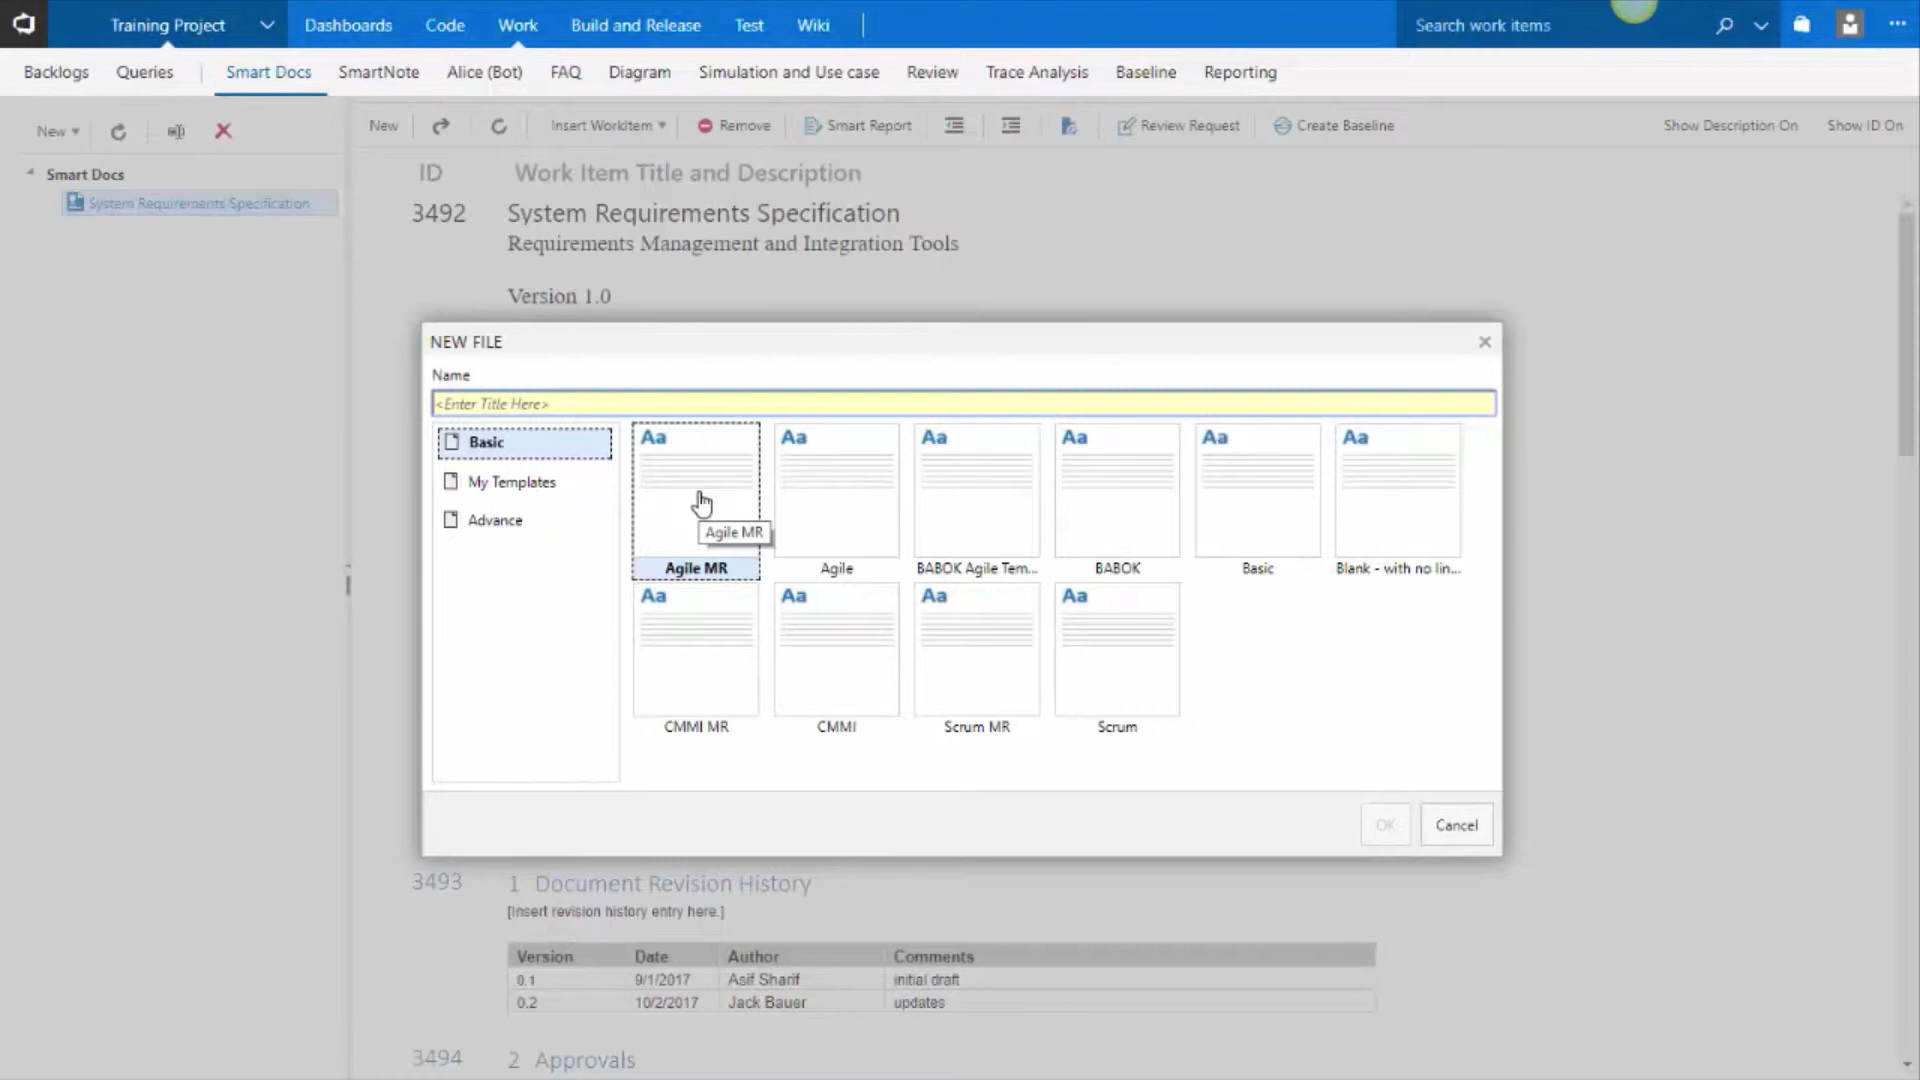 Training Project Dashboards Code Work Build and Release Test Wiki Search work items
Backlogs Queries Smart Docs SmartNote Alice (Bot) FAQ Diagram Simulation and Use case Review Trace Analysis Baseline Reporting
New New Insert WorkItem Remove Smart Report Review Request Create Baseline Show Description On Show ID On
Smart Docs
System Requirements Specification
ID Work Item Title and Description
3492 System Requirements Specification
Requirements Management and Integration Tools
Version 1.0
NEW FILE
Name
<Enter Title Here>
Basic
My Templates
Advance
Aa Aa Aa Aa Aa Aa
Agile MR
Agile MR Agile BABOK Agile Tem... BABOK Basic Blank - with no lin...
Aa Aa Aa Aa
CMMI MR CMMI Scrum MR Scrum
OK Cancel
3493 1 Document Revision History
[Insert revision history entry here.]
Version Date Author Comments
0.1 9/1/2017 Asif Sharif initial draft
0.2 10/2/2017 Jack Bauer updates
3494 2 Approvals